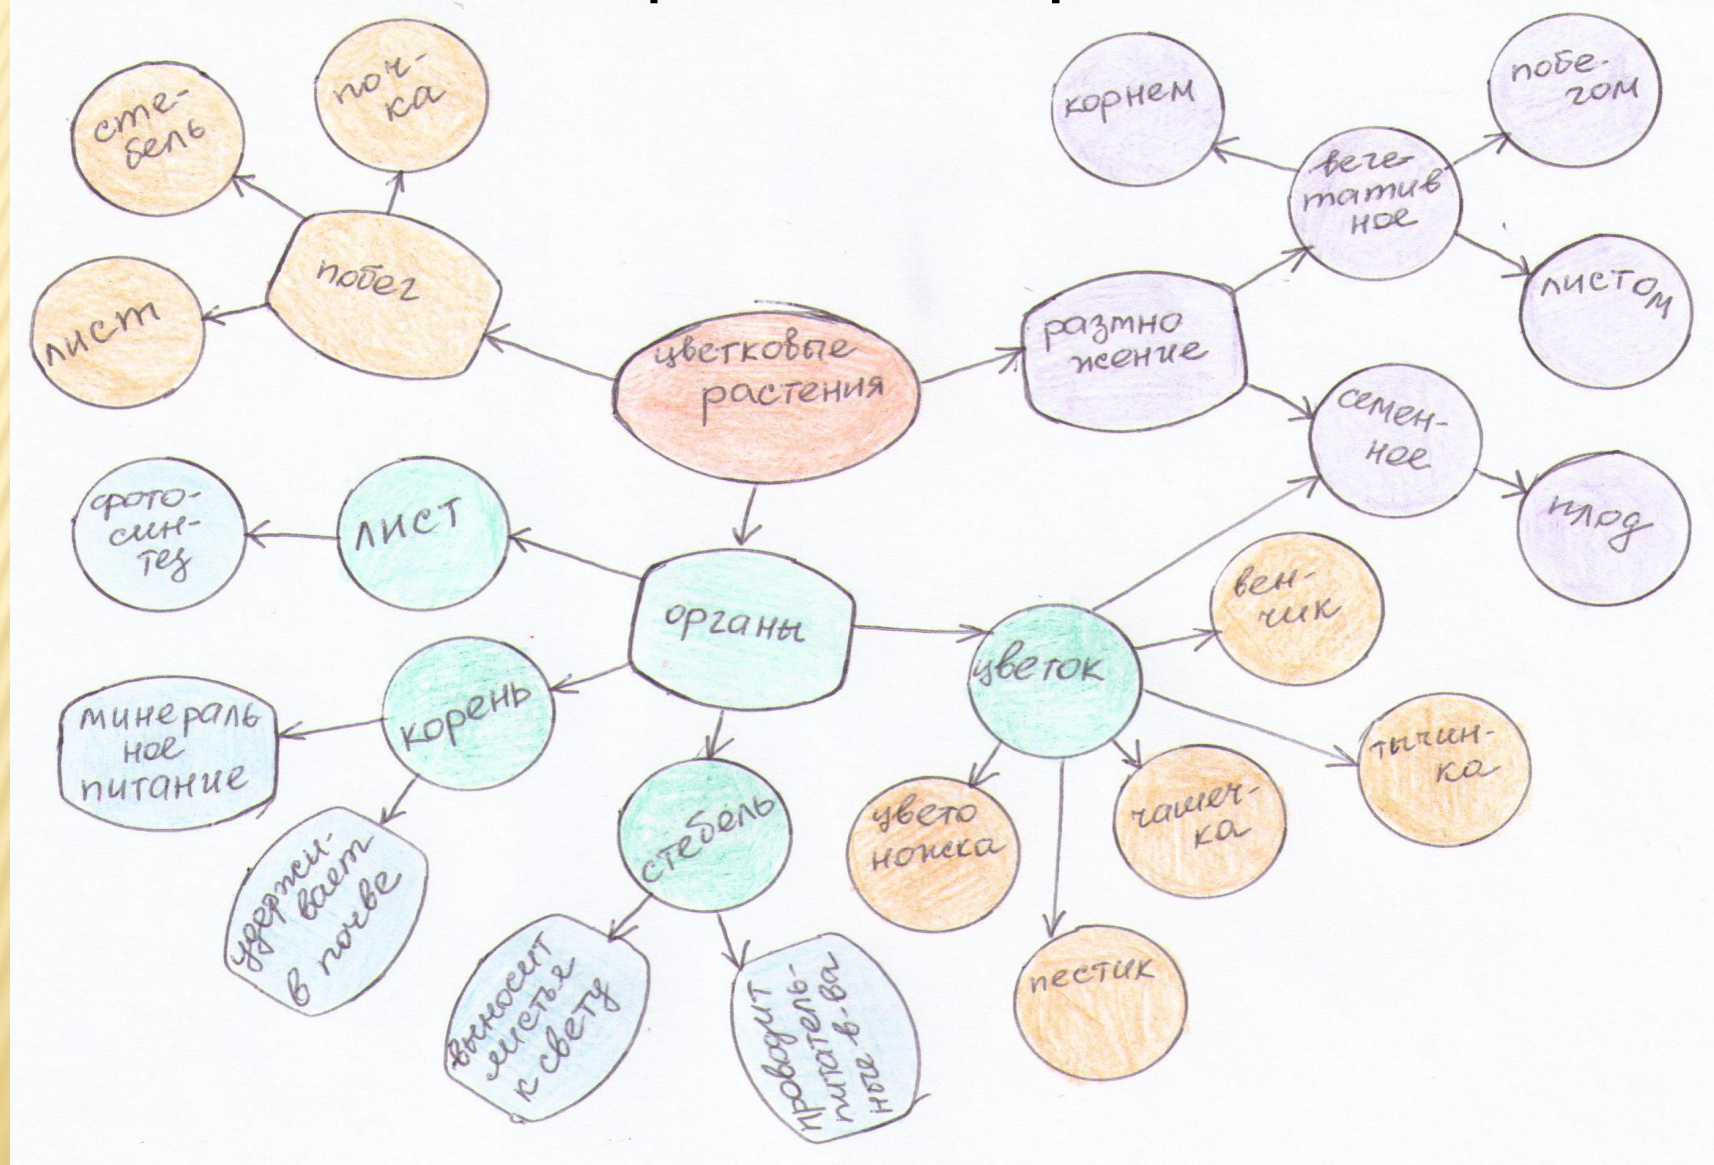 сте-
бель
поч-
ка
лист
побег
цветковые
растения
размно
жение
корнем
побе-
гом
веге-
татив
ное
листом
семен-
ное
плод
фото-
син-
тез
лист
органы
корень
минераль
ное
питание
удержи-
вает
в почве
стебель
выносит
листья
к свету
проводит
питатель-
ные в-ва
цветок
вен-
чик
тычин-
ка
чашеч-
ка
цвето
ножка
пестик